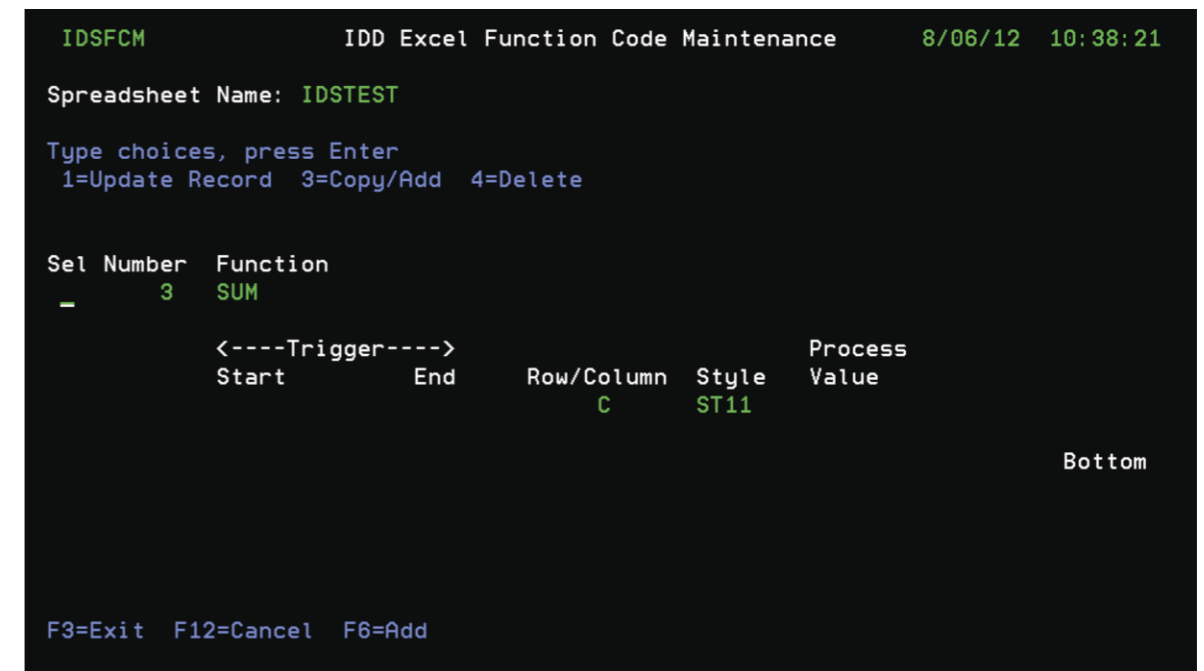 IDSFCM IDD Excel Function Code Maintenance 8/06/12 10:38:21
Spreadsheet Name: IDSTEST
Type choices, press Enter
1=Update Record 3=Copy/Add 4=Delete
Sel Number Function
_ 3 SUM
<----Trigger----> Process
Start End Row/Column Style Value
C ST11
Bottom
F3=Exit F12=Cancel F6=Add